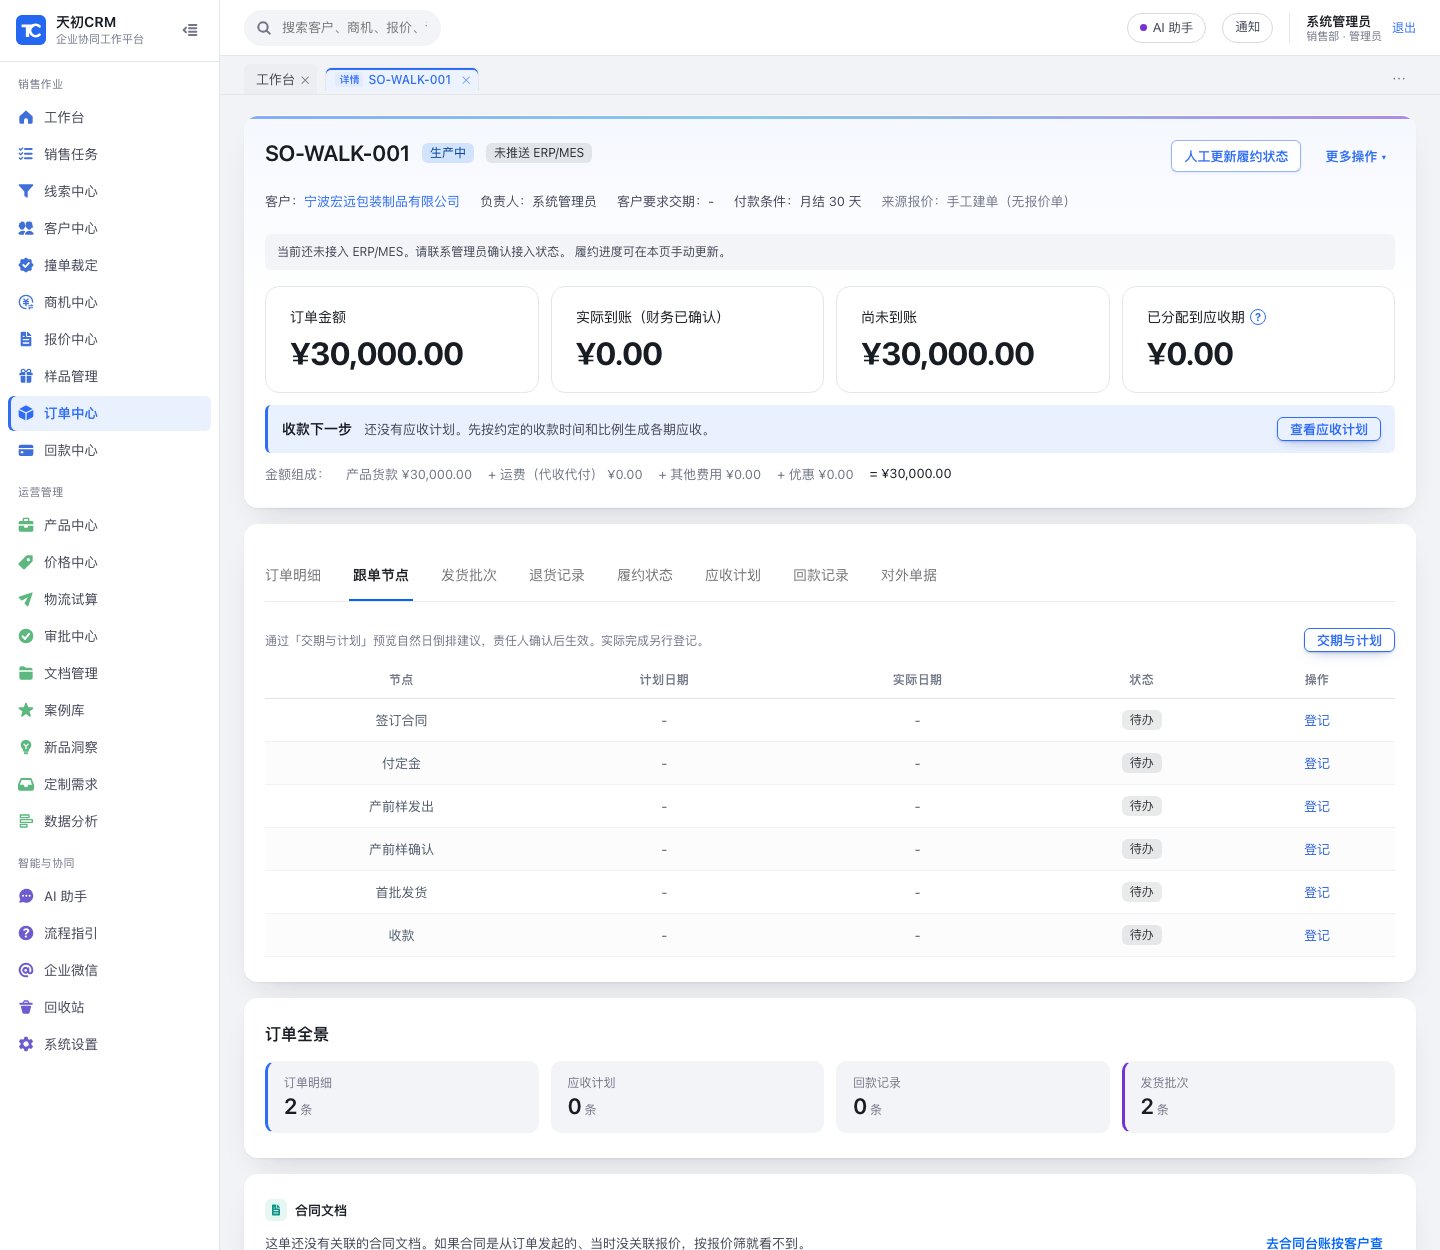 天初CRM
企业协同工作平台
搜索客户、商机、报价、
AI 助手
通知
系统管理员
销售部 · 管理员
退出
工作台
详情 SO-WALK-001
销售作业
工作台
销售任务
线索中心
客户中心
撞单裁定
商机中心
报价中心
样品管理
订单中心
回款中心
运营管理
产品中心
价格中心
物流试算
审批中心
文档管理
案例库
新品洞察
定制需求
数据分析
智能与协同
AI 助手
流程指引
企业微信
回收站
系统设置
SO-WALK-001 生产中 未推送 ERP/MES
人工更新履约状态 更多操作
客户：宁波宏远包装制品有限公司 负责人：系统管理员 客户要求交期：- 付款条件：月结 30 天 来源报价：手工建单（无报价单）
当前还未接入 ERP/MES。请联系管理员确认接入状态。 履约进度可在本页手动更新。
订单金额
¥30,000.00
实际到账（财务已确认）
¥0.00
尚未到账
¥30,000.00
已分配到应收期 ?
¥0.00
收款下一步 还没有应收计划。先按约定的收款时间和比例生成各期应收。 查看应收计划
金额组成： 产品货款 ¥30,000.00 + 运费（代收代付） ¥0.00 + 其他费用 ¥0.00 + 优惠 ¥0.00 = ¥30,000.00
订单明细 跟单节点 发货批次 退货记录 履约状态 应收计划 回款记录 对外单据
通过「交期与计划」预览自然日倒排建议，责任人确认后生效。实际完成另行登记。 交期与计划
节点 计划日期 实际日期 状态 操作
签订合同 - - 待办 登记
付定金 - - 待办 登记
产前样发出 - - 待办 登记
产前样确认 - - 待办 登记
首批发货 - - 待办 登记
收款 - - 待办 登记
订单全景
订单明细
2 条
应收计划
0 条
回款记录
0 条
发货批次
2 条
合同文档
这单还没有关联的合同文档。如果合同是从订单发起的、当时没关联报价，按报价筛就看不到。 去合同台账按客户查